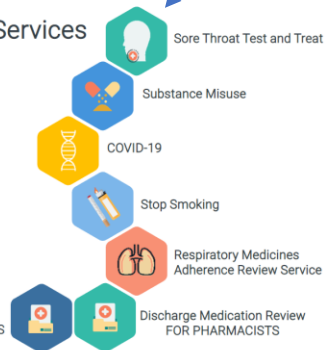 Services
Sore Throat Test and Treat
Substance Misuse
COVID-19
Stop Smoking
Respiratory Medicines
Adherence Review Service
Discharge Medication Review
FOR PHARMACISTS